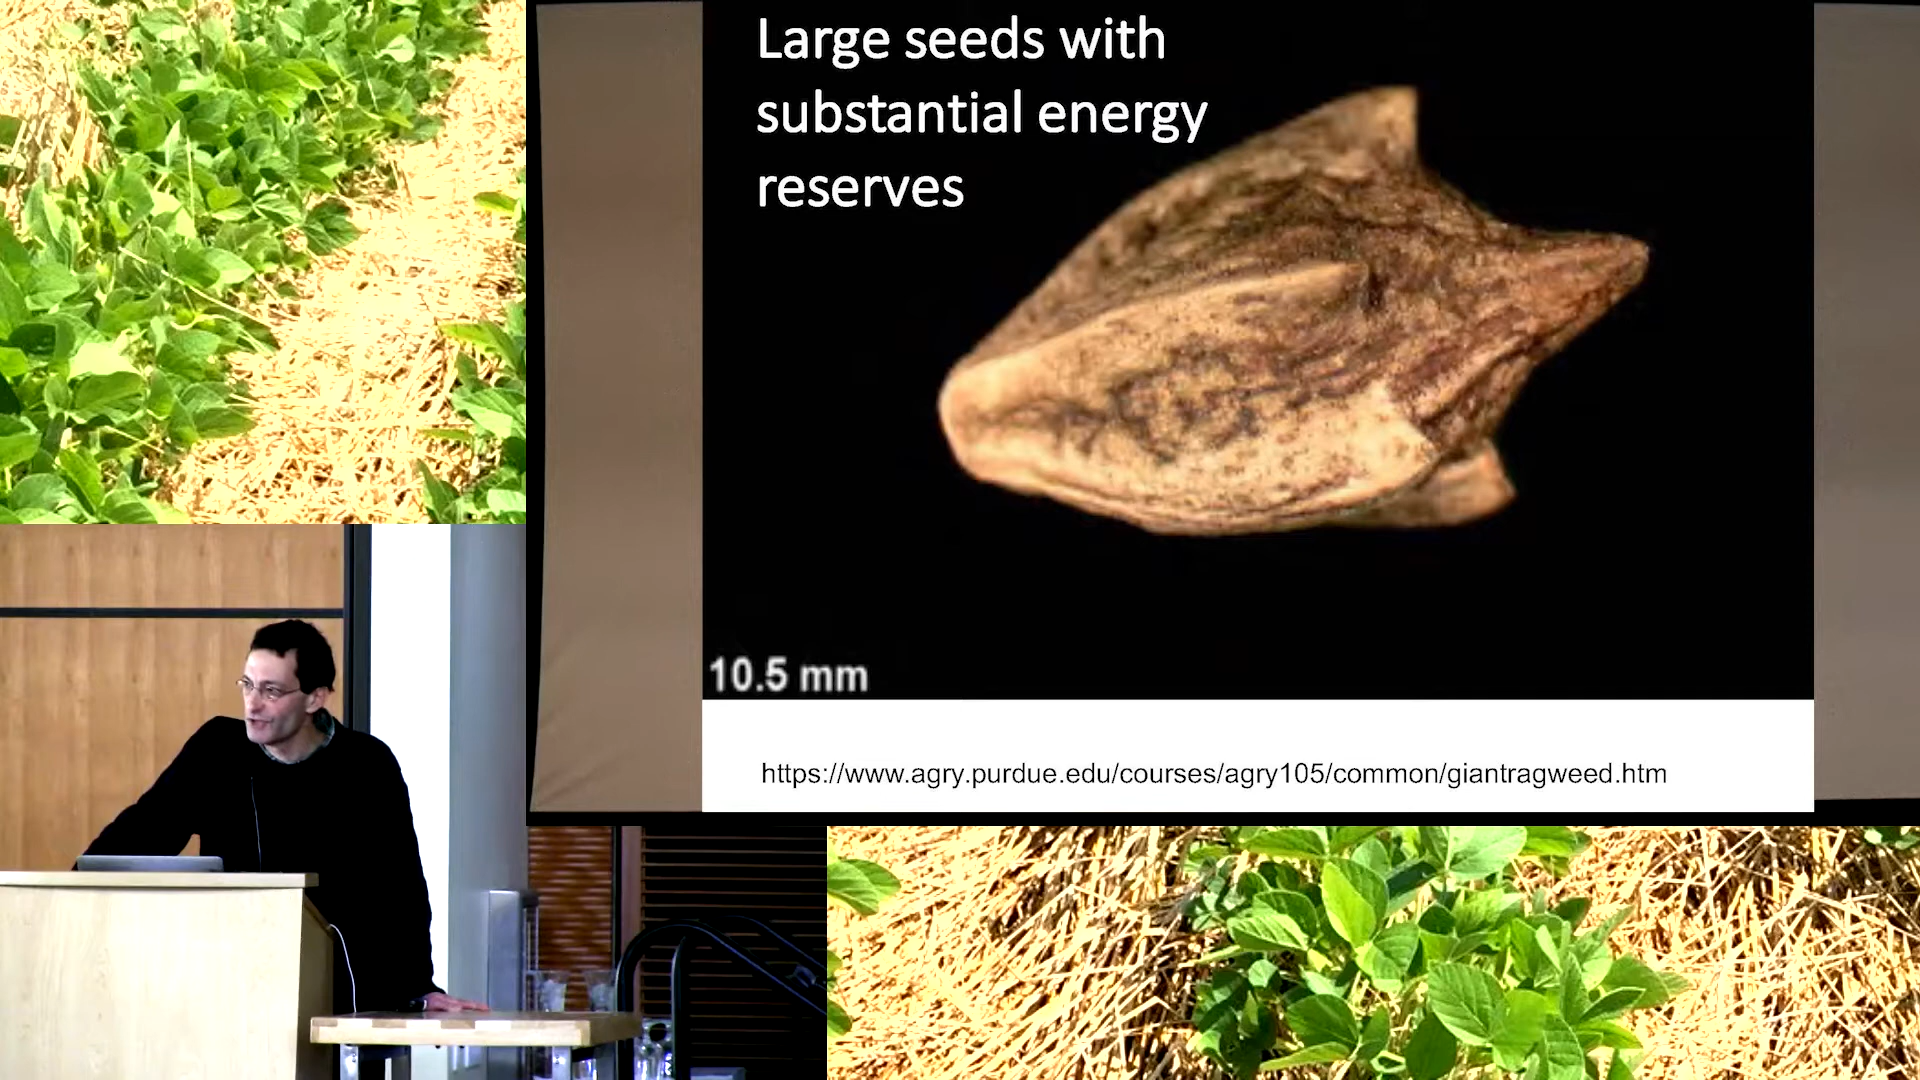 Large seeds with
substantial energy
reserves
10.5 mm
https://www.agry.purdue.edu/courses/agry105/common/giantragweed.htm